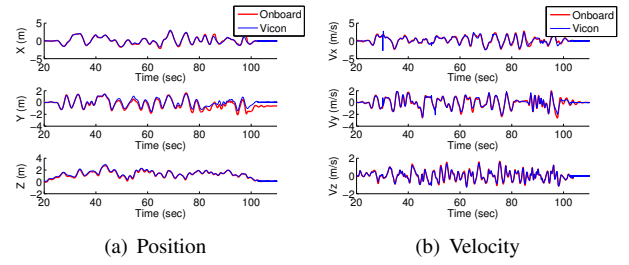 Onboard
Vicon
X (m)
5
0
−5
20 40 60 80 100
Time (sec)
Y (m)
2
0
−2
−4
20 40 60 80 100
Time (sec)
Z (m)
4
2
0
−2
20 40 60 80 100
Time (sec)
(a) Position
Onboard
Vicon
Vx (m/s)
5
0
−5
20 40 60 80 100
Time (sec)
Vy (m/s)
2
0
−2
−4
20 40 60 80 100
Time (sec)
Vz (m/s)
2
0
−2
20 40 60 80 100
Time (sec)
(b) Velocity